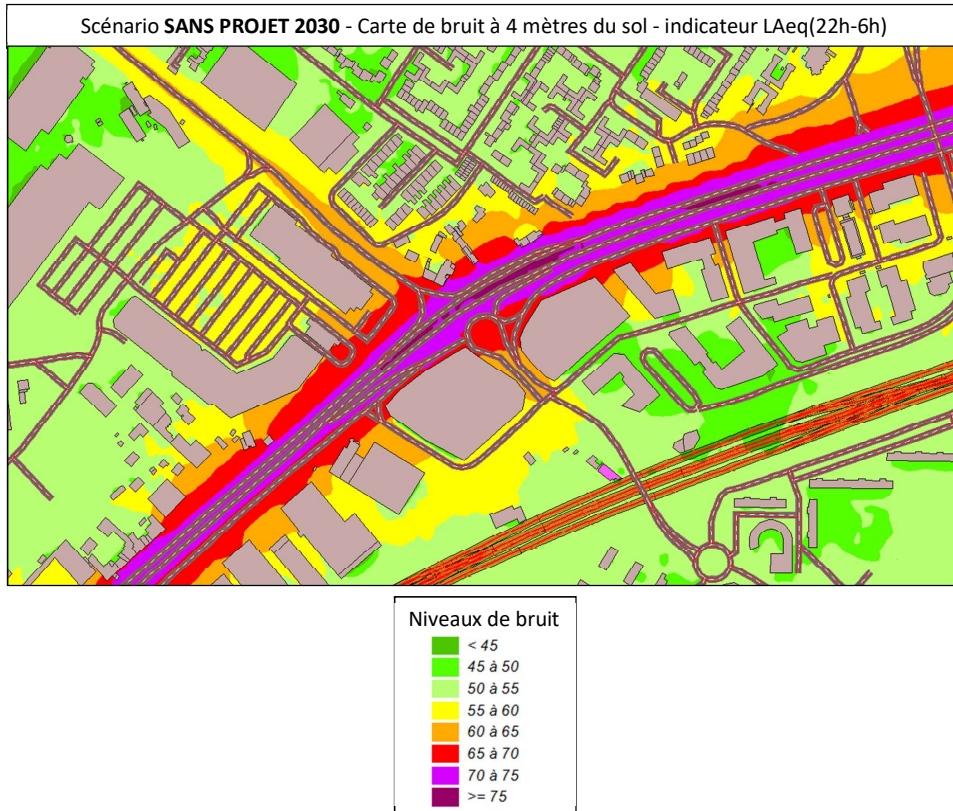 Scénario SANS PROJET 2030 - Carte de bruit à 4 mètres du sol - indicateur LAeq(22h-6h)
Niveaux de bruit
< 45
45 à 50
50 à 55
55 à 60
60 à 65
65 à 70
70 à 75
>= 75